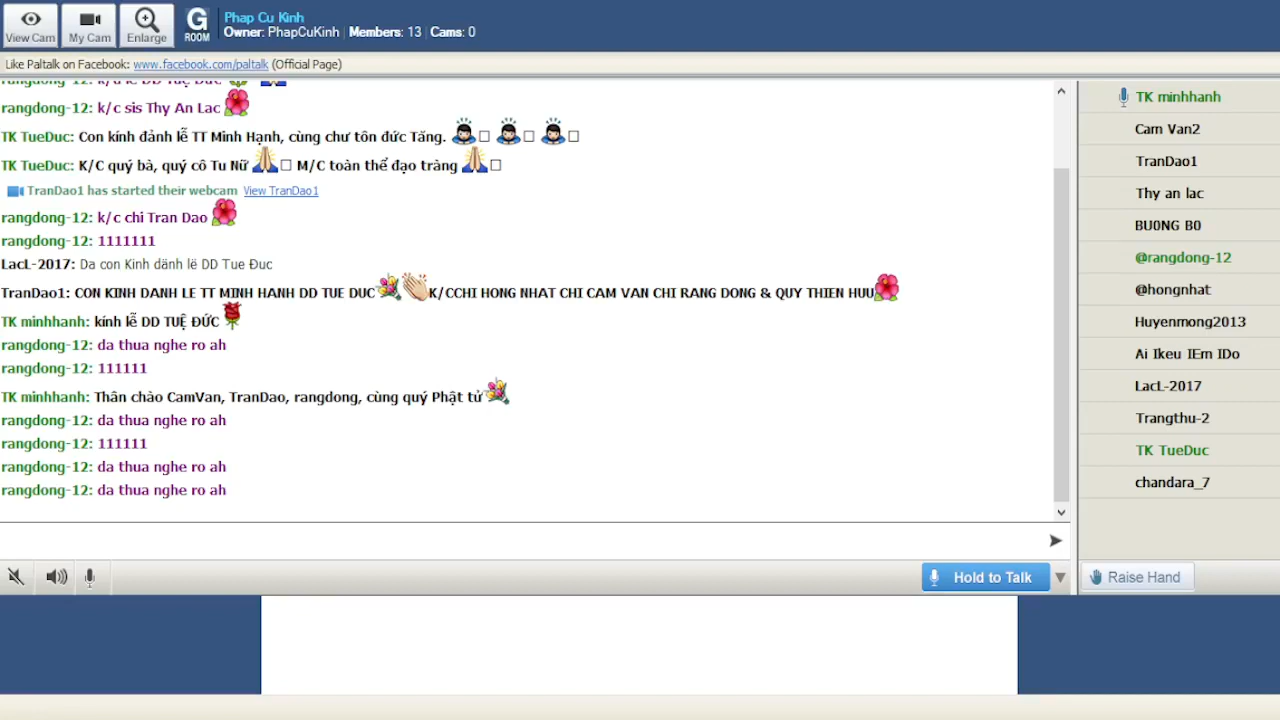 View Cam
My Cam
Enlarge
G
ROOM
Phap Cu Kinh
Owner: PhapCuKinh | Members: 13 | Cams: 0
Like Paltalk on Facebook: www.facebook.com/paltalk (Official Page)
rangdong-12: k/c sis Thy An Lac
TK TueDuc: Con kính đảnh lễ TT Minh Hạnh, cùng chư tôn đức Tăng.
TK TueDuc: K/C quý bà, quý cô Tu Nữ M/C toàn thể đạo tràng
TranDao1 has started their webcam View TranDao1
rangdong-12: k/c chi Tran Dao
rangdong-12: 1111111
LacL-2017: Da con Kinh dãnh lẽ DD Tue Đuc
TranDao1: CON KINH DANH LE TT MINH HANH DD TUE DUC K/CCHI HONG NHAT CHI CAM VAN CHI RANG DONG & QUY THIEN HUU
TK minhhanh: kính lễ DD TUỆ ĐỨC
rangdong-12: da thua nghe ro ah
rangdong-12: 111111
TK minhhanh: Thân chào CamVan, TranDao, rangdong, cùng quý Phật tử
rangdong-12: da thua nghe ro ah
rangdong-12: 111111
rangdong-12: da thua nghe ro ah
rangdong-12: da thua nghe ro ah
TK minhhanh
Cam Van2
TranDao1
Thy an lac
BU0NG B0
@rangdong-12
@hongnhat
Huyenmong2013
Ai Ikeu IEm IDo
LacL-2017
Trangthu-2
TK TueDuc
chandara_7
Hold to Talk
Raise Hand